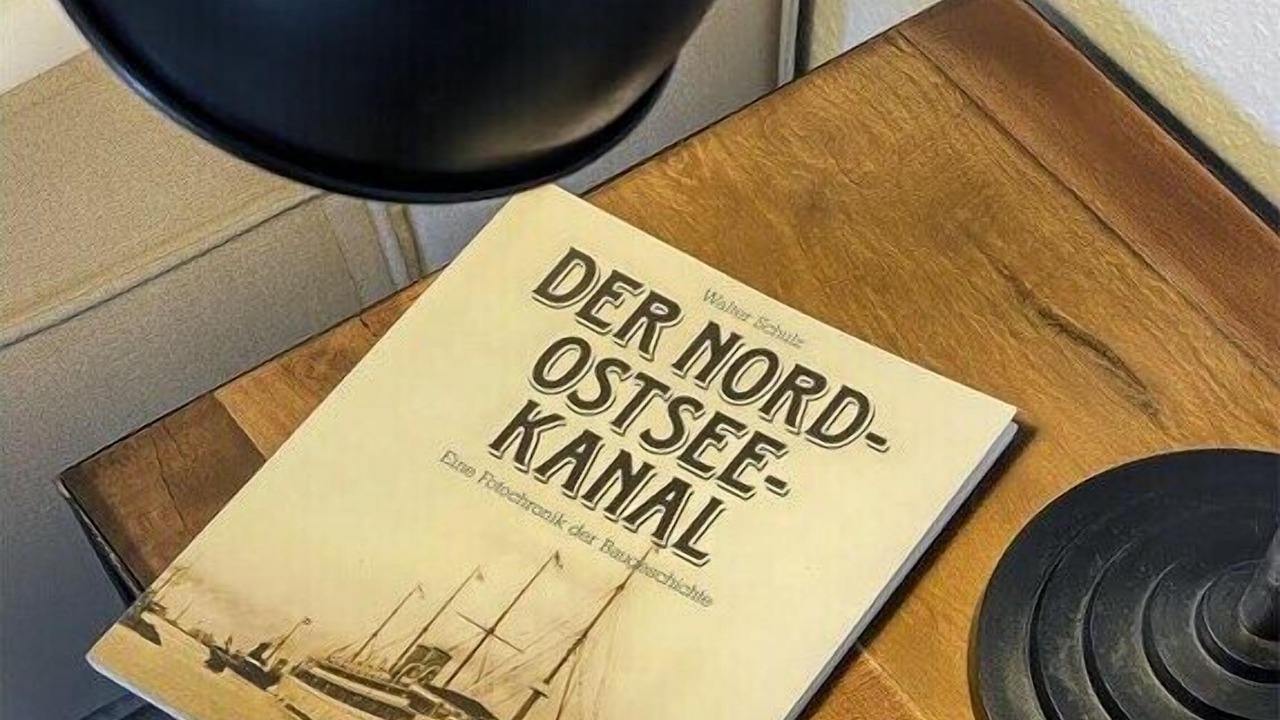 Walter Schulz
DER NORD-
OSTSEE-
KANAL
Eine Fotochronik der Baugeschichte